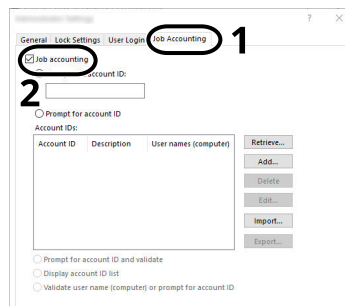 ?
General Lock Settings User Login Job Accounting 1
Job accounting
2
account ID:
Prompt for account ID
Account IDs:
Account ID Description User names (computer)
Retrieve...
Add...
Delete
Edit...
Import...
Export...
Prompt for account ID and validate
Display account ID list
Validate user name (computer) or prompt for account ID